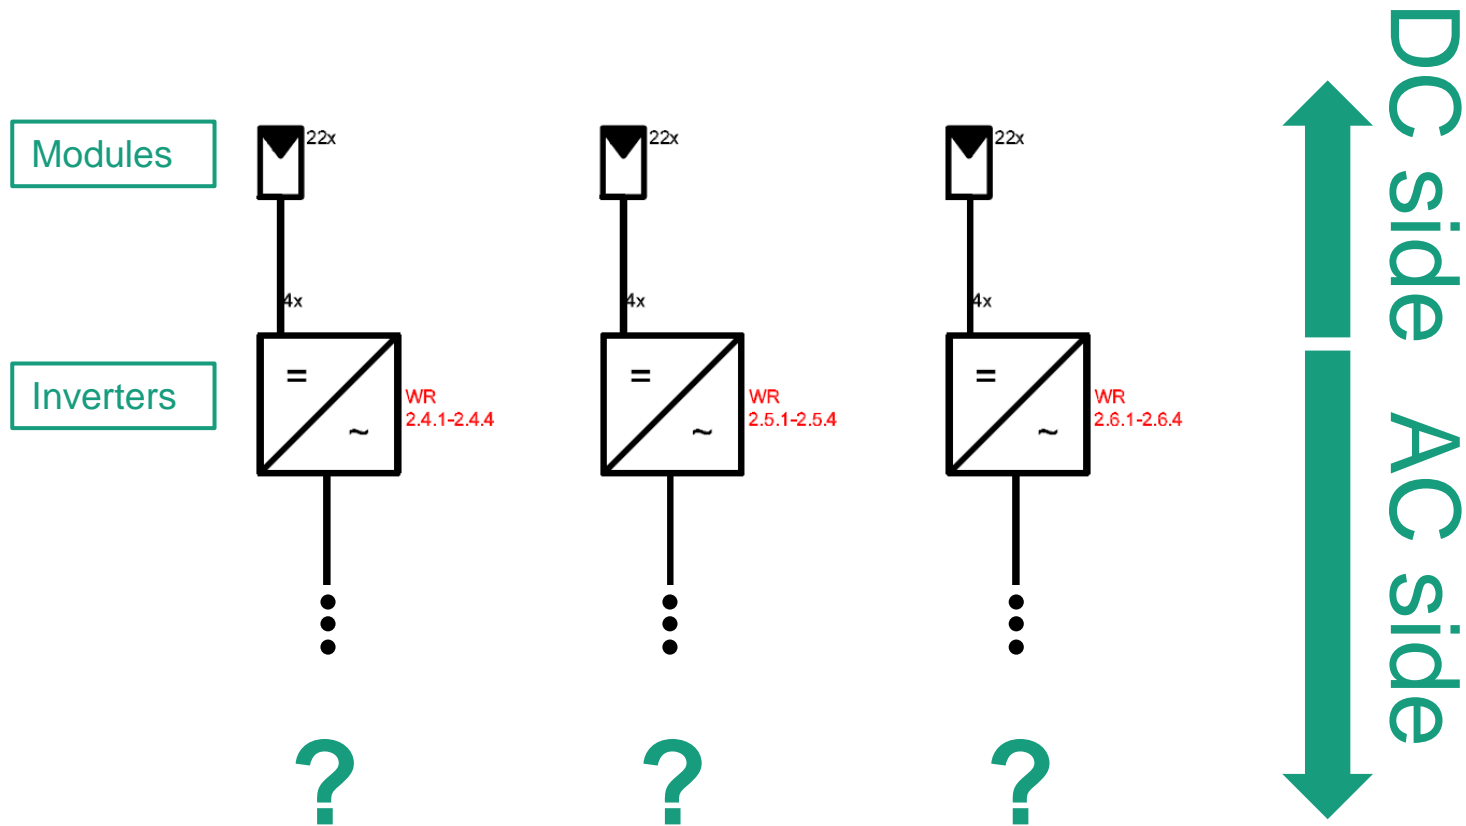 Modules
22x
22x
22x
4x
4x
4x
Inverters
=
~
WR
2.4.1-2.4.4
=
~
WR
2.5.1-2.5.4
=
~
WR
2.6.1-2.6.4
?
?
?
DC side
AC side